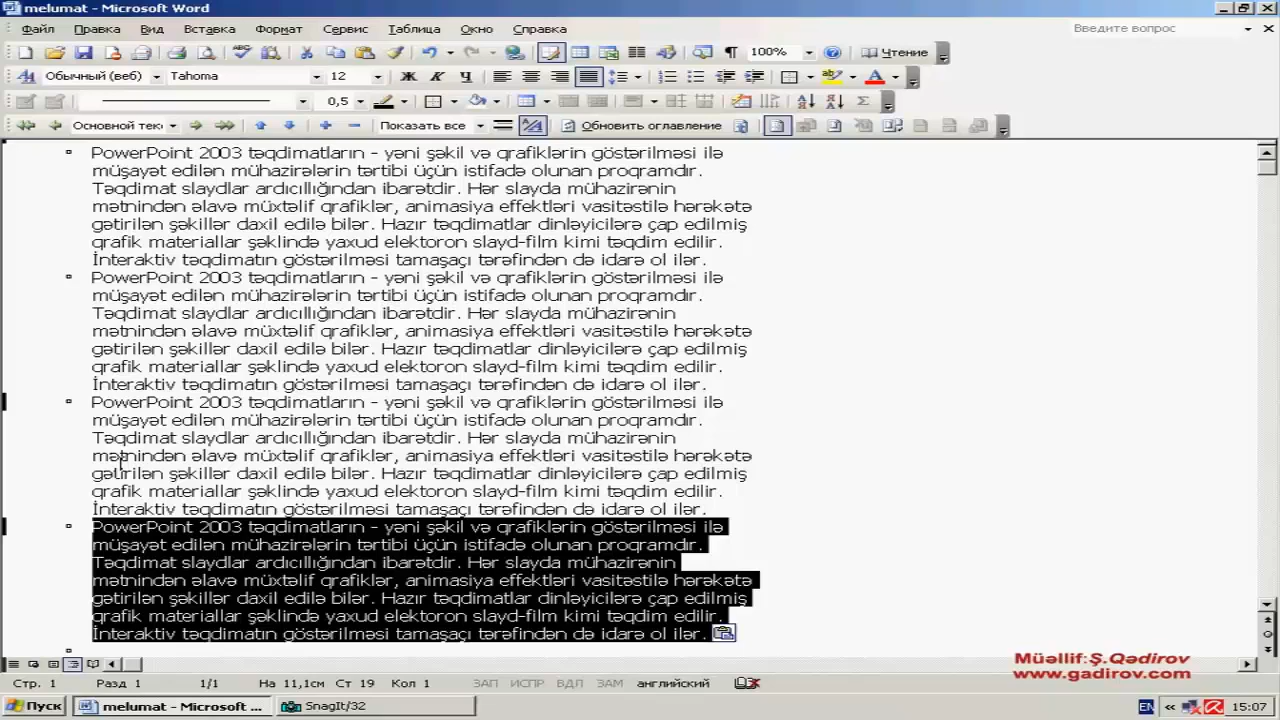 melumat - Microsoft Word
Файл Правка Вид Вставка Формат Сервис Таблица Окно Справка Введите вопрос
100% Чтение
Обычный (веб) Tahoma 12 Ж К Ч
0,5
Основной текс Показать все Обновить оглавление
PowerPoint 2003 təqdimatların - yəni şəkil və qrafiklərin göstərilməsi ilə
müşayət edilən mühazirələrin tərtibi üçün istifadə olunan proqramdır.
Təqdimat slaydlar ardıcıllığından ibarətdir. Hər slayda mühazirənin
mətnindən əlavə müxtəlif qrafiklər, animasiya effektləri vasitəstilə hərəkətə
gətirilən şəkillər daxil edilə bilər. Hazır təqdimatlar dinləyicilərə çap edilmiş
qrafik materiallar şəklində yaxud elektoron slayd-film kimi təqdim edilir.
İnteraktiv təqdimatın göstərilməsi tamaşaçı tərəfindən də idarə ol ilər.
PowerPoint 2003 təqdimatların - yəni şəkil və qrafiklərin göstərilməsi ilə
müşayət edilən mühazirələrin tərtibi üçün istifadə olunan proqramdır.
Təqdimat slaydlar ardıcıllığından ibarətdir. Hər slayda mühazirənin
mətnindən əlavə müxtəlif qrafiklər, animasiya effektləri vasitəstilə hərəkətə
gətirilən şəkillər daxil edilə bilər. Hazır təqdimatlar dinləyicilərə çap edilmiş
qrafik materiallar şəklində yaxud elektoron slayd-film kimi təqdim edilir.
İnteraktiv təqdimatın göstərilməsi tamaşaçı tərəfindən də idarə ol ilər.
PowerPoint 2003 təqdimatların - yəni şəkil və qrafiklərin göstərilməsi ilə
müşayət edilən mühazirələrin tərtibi üçün istifadə olunan proqramdır.
Təqdimat slaydlar ardıcıllığından ibarətdir. Hər slayda mühazirənin
mətnindən əlavə müxtəlif qrafiklər, animasiya effektləri vasitəstilə hərəkətə
gətirilən şəkillər daxil edilə bilər. Hazır təqdimatlar dinləyicilərə çap edilmiş
qrafik materiallar şəklində yaxud elektoron slayd-film kimi təqdim edilir.
İnteraktiv təqdimatın göstərilməsi tamaşaçı tərəfindən də idarə ol ilər.
PowerPoint 2003 təqdimatların - yəni şəkil və qrafiklərin göstərilməsi ilə
müşayət edilən mühazirələrin tərtibi üçün istifadə olunan proqramdır.
Təqdimat slaydlar ardıcıllığından ibarətdir. Hər slayda mühazirənin
mətnindən əlavə müxtəlif qrafiklər, animasiya effektləri vasitəstilə hərəkətə
gətirilən şəkillər daxil edilə bilər. Hazır təqdimatlar dinləyicilərə çap edilmiş
qrafik materiallar şəklində yaxud elektoron slayd-film kimi təqdim edilir.
İnteraktiv təqdimatın göstərilməsi tamaşaçı tərəfindən də idarə ol ilər.
Müəllif:Ş.Qədirov
www.gadirov.com
Стр. 1 Разд 1 1/1 На 11,1см Ст 19 Кол 1 ЗАП ИСПР ВДЛ ЗАМ английский
Пуск melumat - Microsoft ... SnagIt/32 EN « 15:07